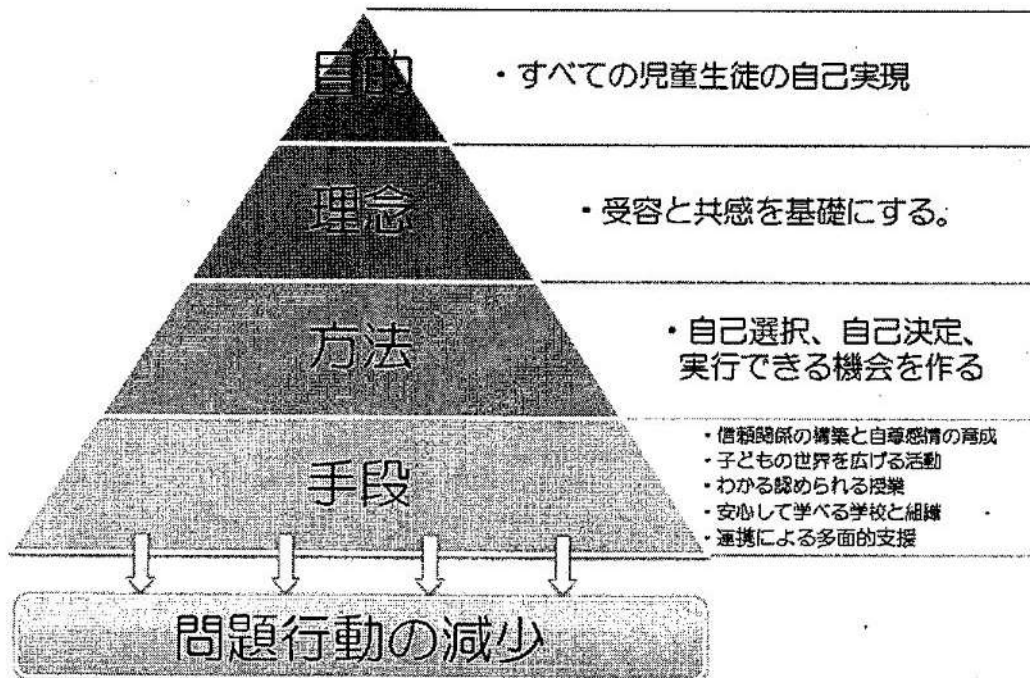 目的
・すべての児童生徒の自己実現
理念
・受容と共感を基礎にする。
方法
・自己選択、自己決定、
実行できる機会を作る
手段
・信頼関係の構築と自尊感情の育成
・子どもの世界を広げる活動
・わかる認められる授業
・安心して学べる学校と組織
・連携による多面的支援
問題行動の減少